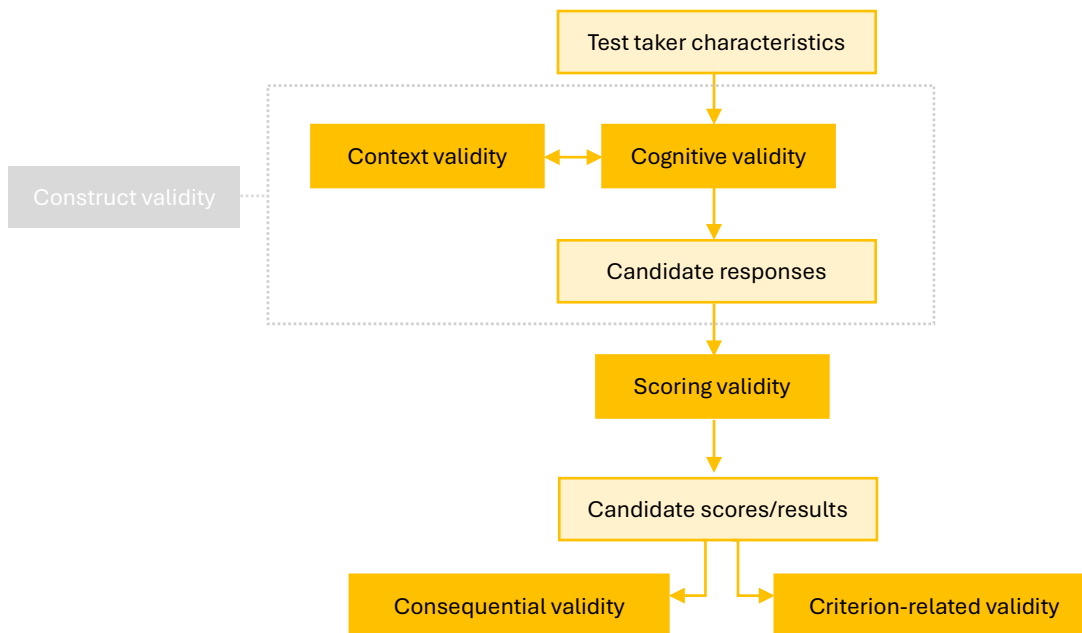 Test taker characteristics
Context validity
Cognitive validity
Construct validity
Candidate responses
Scoring validity
Candidate scores/results
Consequential validity
Criterion-related validity